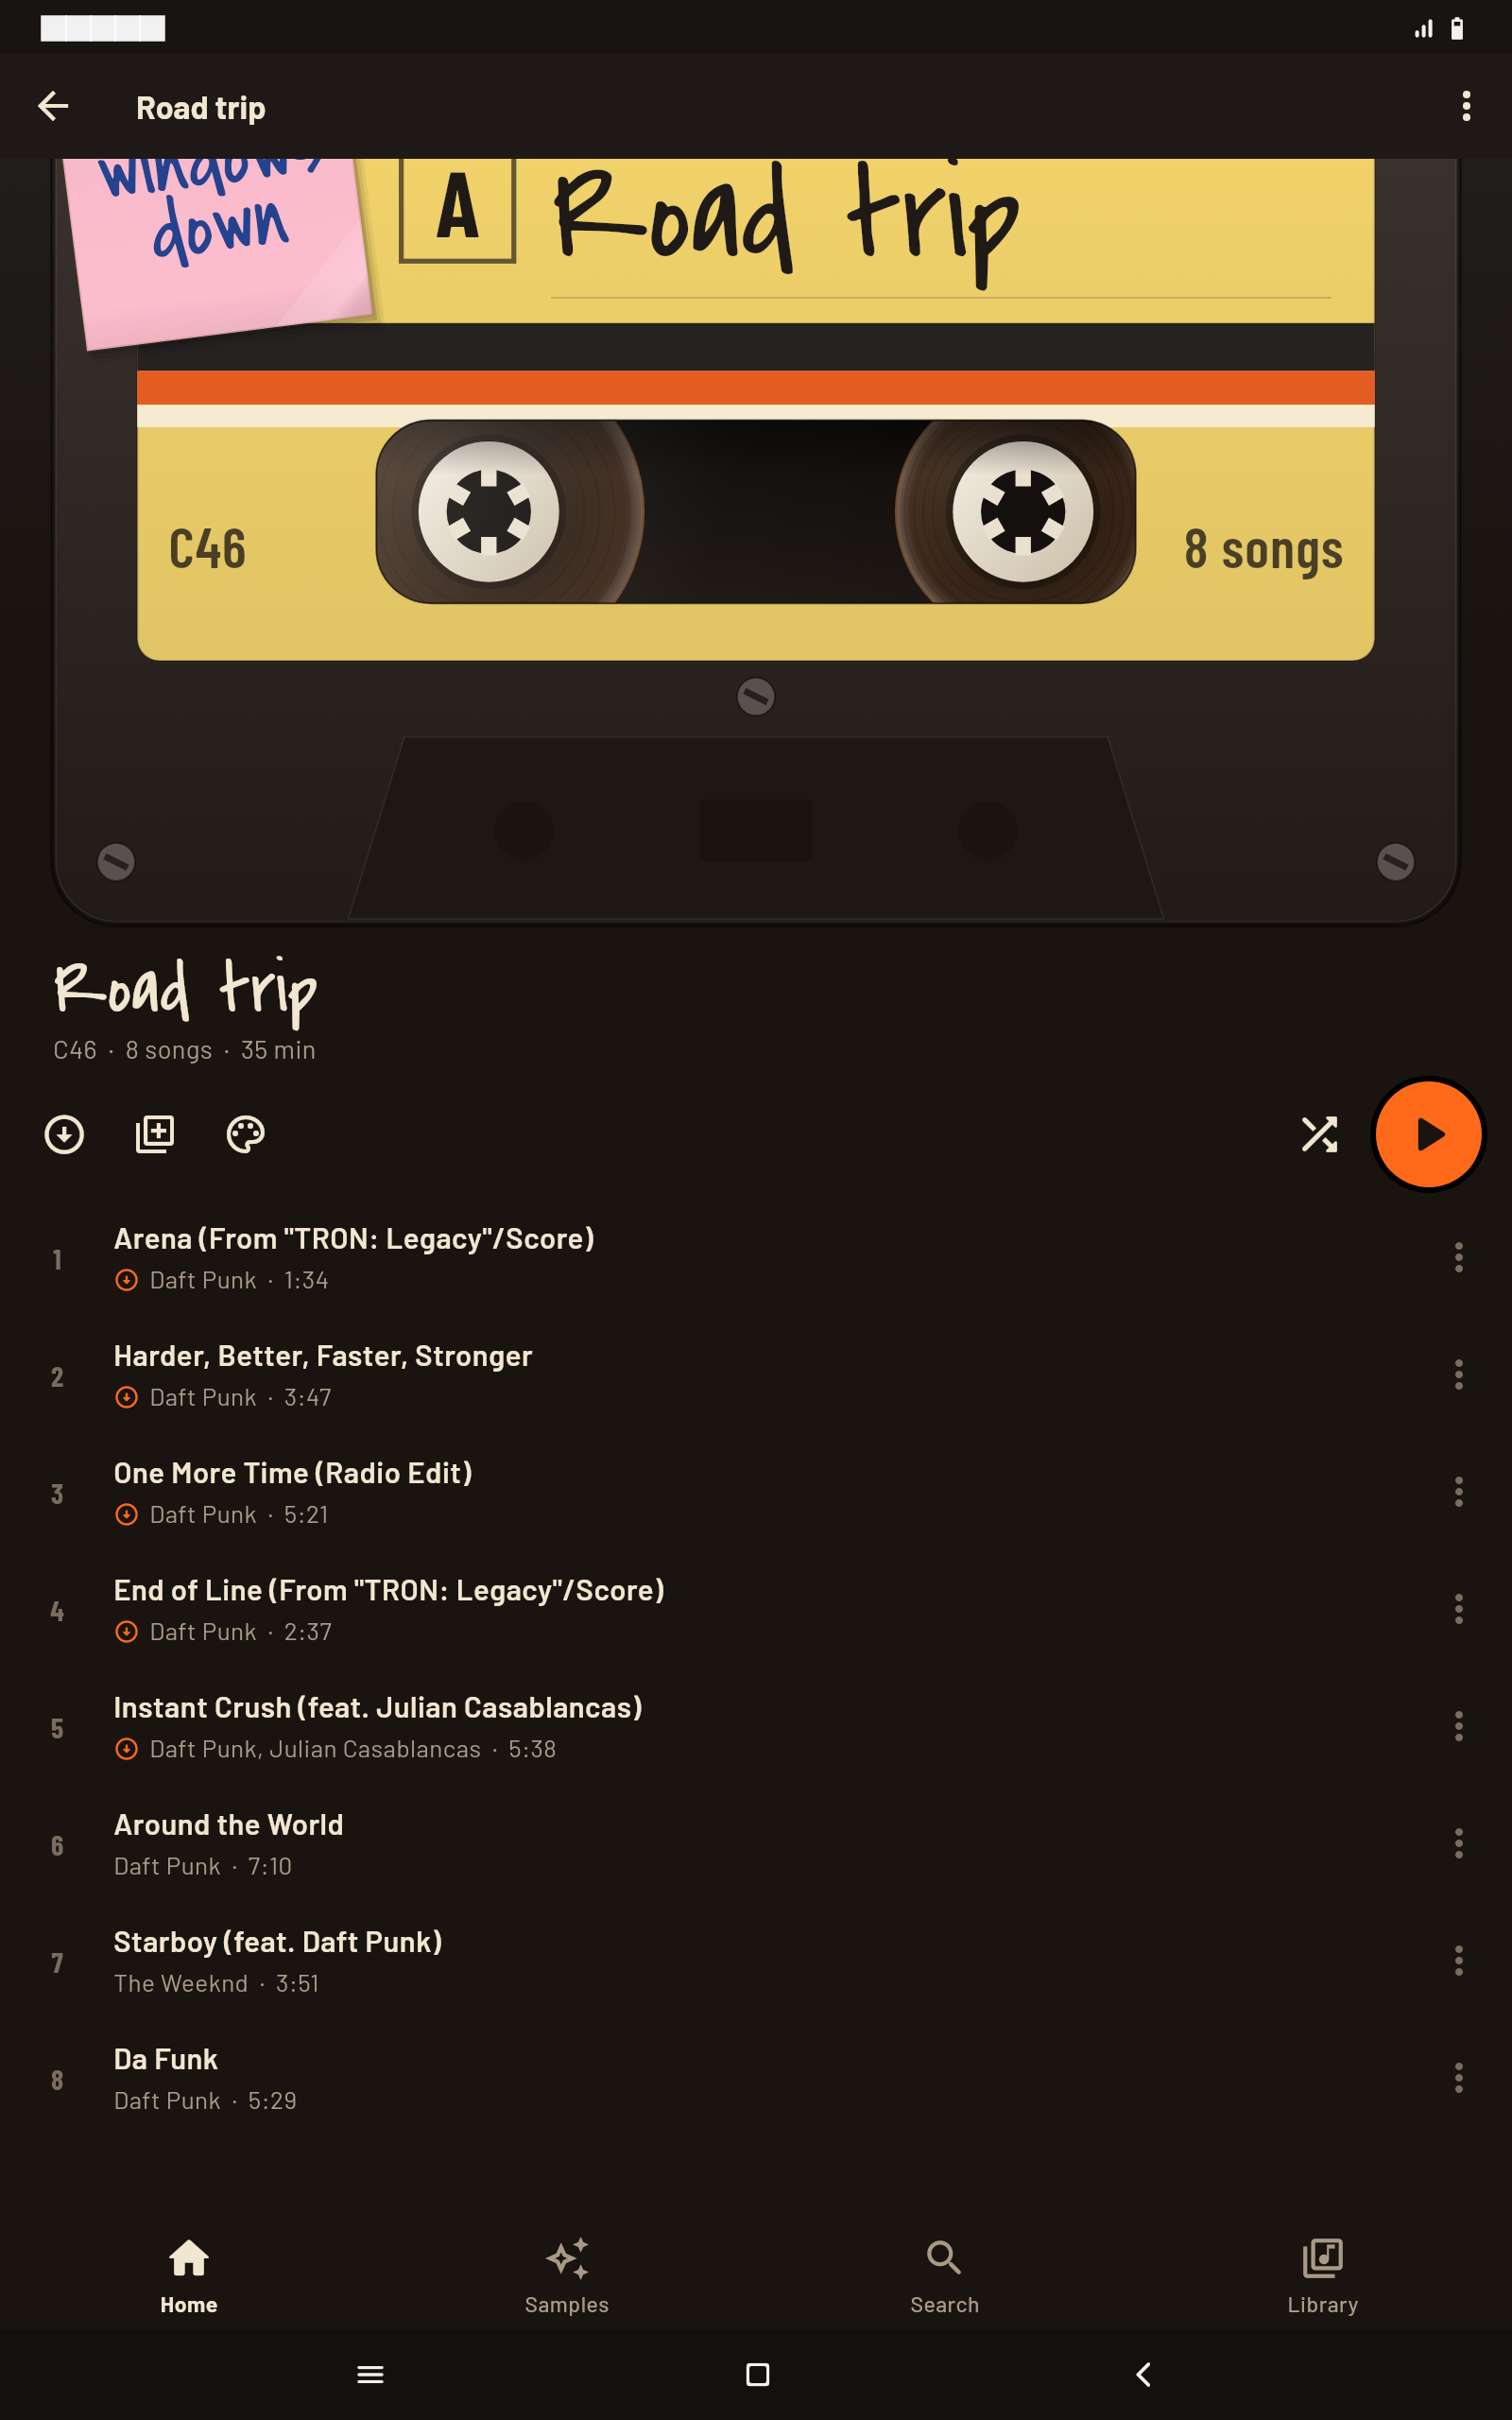 Road trip
down
A
Road trip
C46
8 songs
Road trip
C46 · 8 songs · 35 min
1
Arena (From "TRON: Legacy"/Score)
Daft Punk · 1:34
2
Harder, Better, Faster, Stronger
Daft Punk · 3:47
3
One More Time (Radio Edit)
Daft Punk · 5:21
4
End of Line (From "TRON: Legacy"/Score)
Daft Punk · 2:37
5
Instant Crush (feat. Julian Casablancas)
Daft Punk, Julian Casablancas · 5:38
6
Around the World
Daft Punk · 7:10
7
Starboy (feat. Daft Punk)
The Weeknd · 3:51
8
Da Funk
Daft Punk · 5:29
Home
Samples
Search
Library